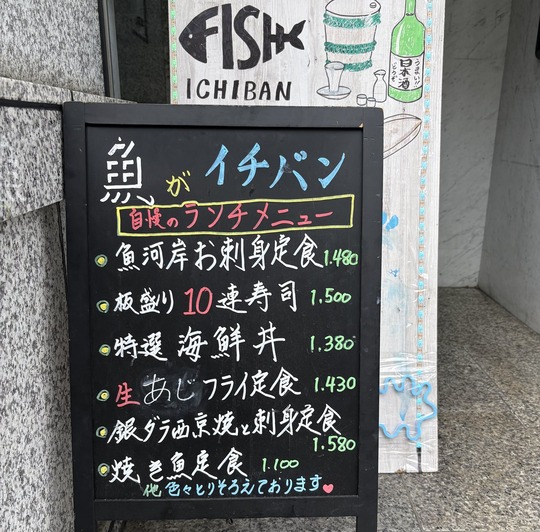 FISH
ICHIBAN
うまい!!
日本酒
魚が イチバン
自慢のランチメニュー
魚河岸お刺身定食 1.480
板盛り 10連寿司 1.500
特選 海鮮丼 1.380
生あじフライ定食 1.430
銀ダラ西京焼と刺身定食
1.580
焼き魚定食 1.100
他 色々とりそろえております♥